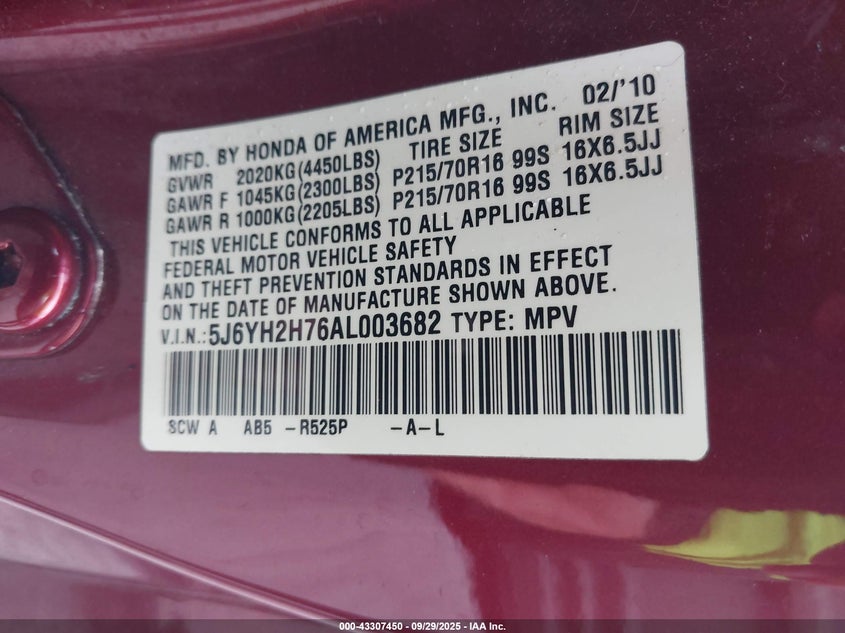 MFD. BY HONDA OF AMERICA MFG., INC. 02/'10
GVWR 2020KG(4450LBS) TIRE SIZE RIM SIZE
GAWR F 1045KG(2300LBS) P215/70R16 99S 16X6.5JJ
GAWR R 1000KG(2205LBS) P215/70R16 99S 16X6.5JJ
THIS VEHICLE CONFORMS TO ALL APPLICABLE
FEDERAL MOTOR VEHICLE SAFETY
AND THEFT PREVENTION STANDARDS IN EFFECT
ON THE DATE OF MANUFACTURE SHOWN ABOVE.
V.I.N.:5J6YH2H76AL003682 TYPE: MPV
SCW A AB5 -R525P -A-L
000-43307450 - 09/29/2025 - IAA Inc.